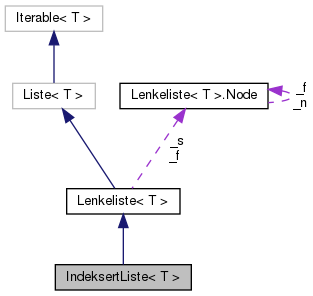 Iterable< T >
Liste< T >
Lenkeliste< T >.Node
_f
_n
_s
_f
Lenkeliste< T >
IndeksertListe< T >